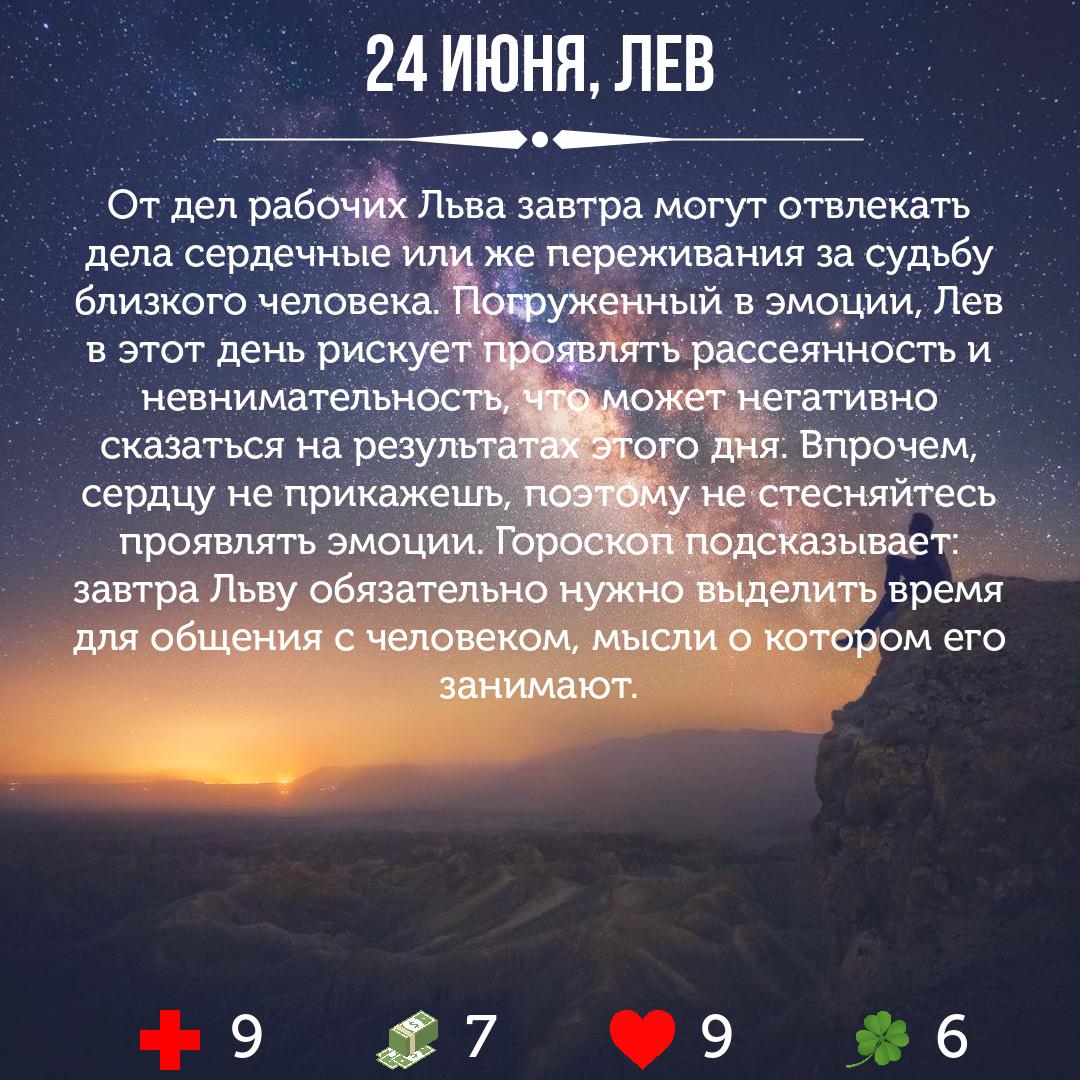 24 ИЮНЯ, ЛЕВ
От дел рабочих Льва завтра могут отвлекать
дела сердечные или же переживания за судьбу
близкого человека. Погруженный в эмоции, Лев
в этот день рискует проявлять рассеянность и
невнимательность, что может негативно
сказаться на результатах этого дня. Впрочем,
сердцу не прикажешь, поэтому не стесняйтесь
проявлять эмоции. Гороскоп подсказывает:
завтра Льву обязательно нужно выделить время
для общения с человеком, мысли о котором его
занимают.
9 7 9 6